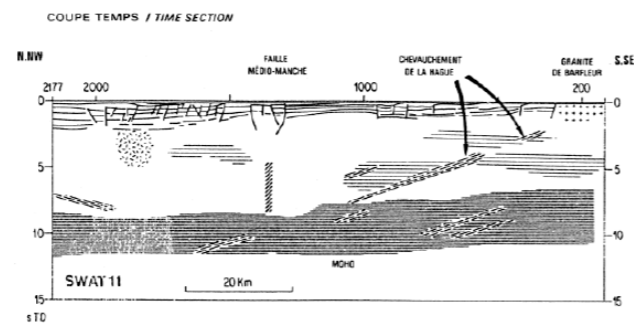 COUPE TEMPS / TIME SECTION
N.NW
FAILLE
MÉDIO-MANCHE
CHEVAUCHEMENT
DE LA HAGUE
GRANITE
DE BARFLEUR
S.SE
2177 2000 1000 200
0 0
5 5
10 10
MOHO
SWAT 11
20 Km
15 15
s TD